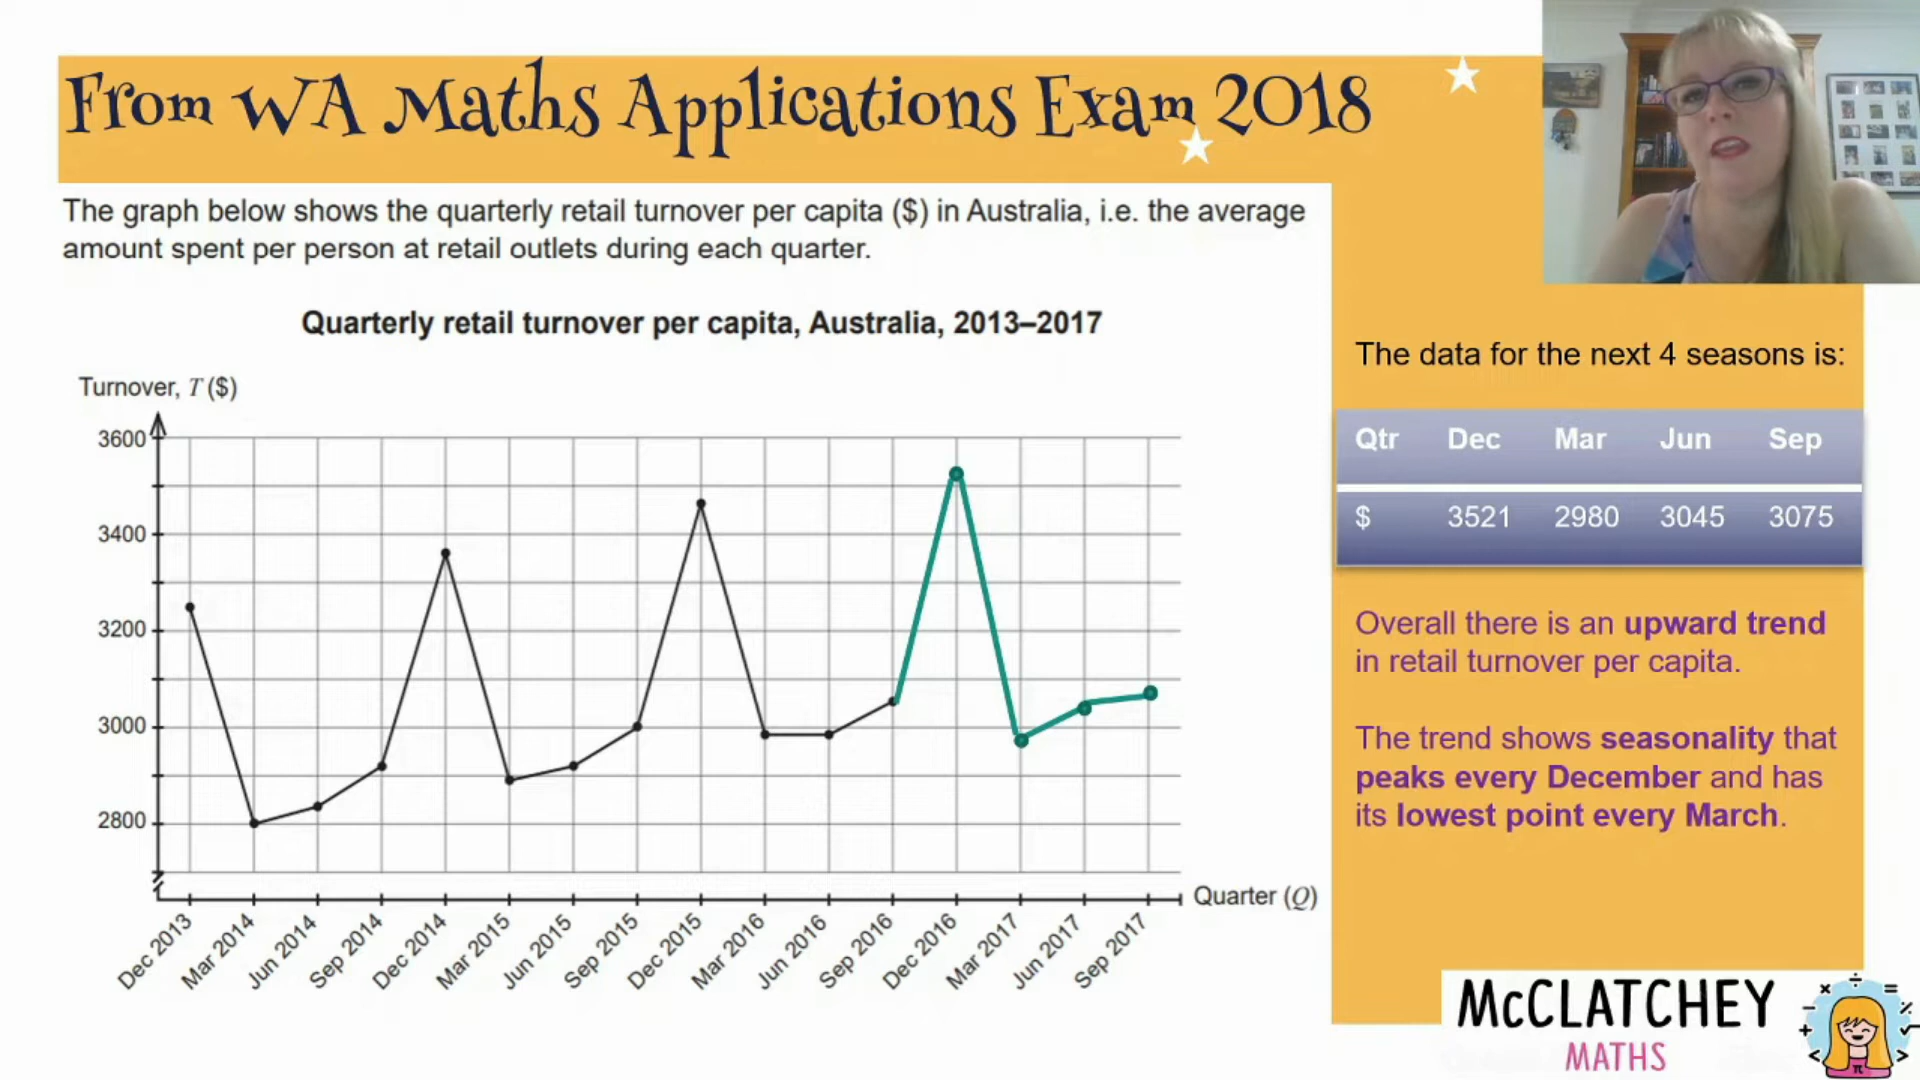 From WA Maths Applications Exam 2018
The graph below shows the quarterly retail turnover per capita ($) in Australia, i.e. the average
amount spent per person at retail outlets during each quarter.
Quarterly retail turnover per capita, Australia, 2013–2017
Turnover, T ($)
3600
3400
3200
3000
2800
Quarter (Q)
Dec 2013
Mar 2014
Jun 2014
Sep 2014
Dec 2014
Mar 2015
Jun 2015
Sep 2015
Dec 2015
Mar 2016
Jun 2016
Sep 2016
Dec 2016
Mar 2017
Jun 2017
Sep 2017
The data for the next 4 seasons is:
Qtr Dec Mar Jun Sep
$ 3521 2980 3045 3075
Overall there is an upward trend
in retail turnover per capita.
The trend shows seasonality that
peaks every December and has
its lowest point every March.
McCLATCHEY
MATHS